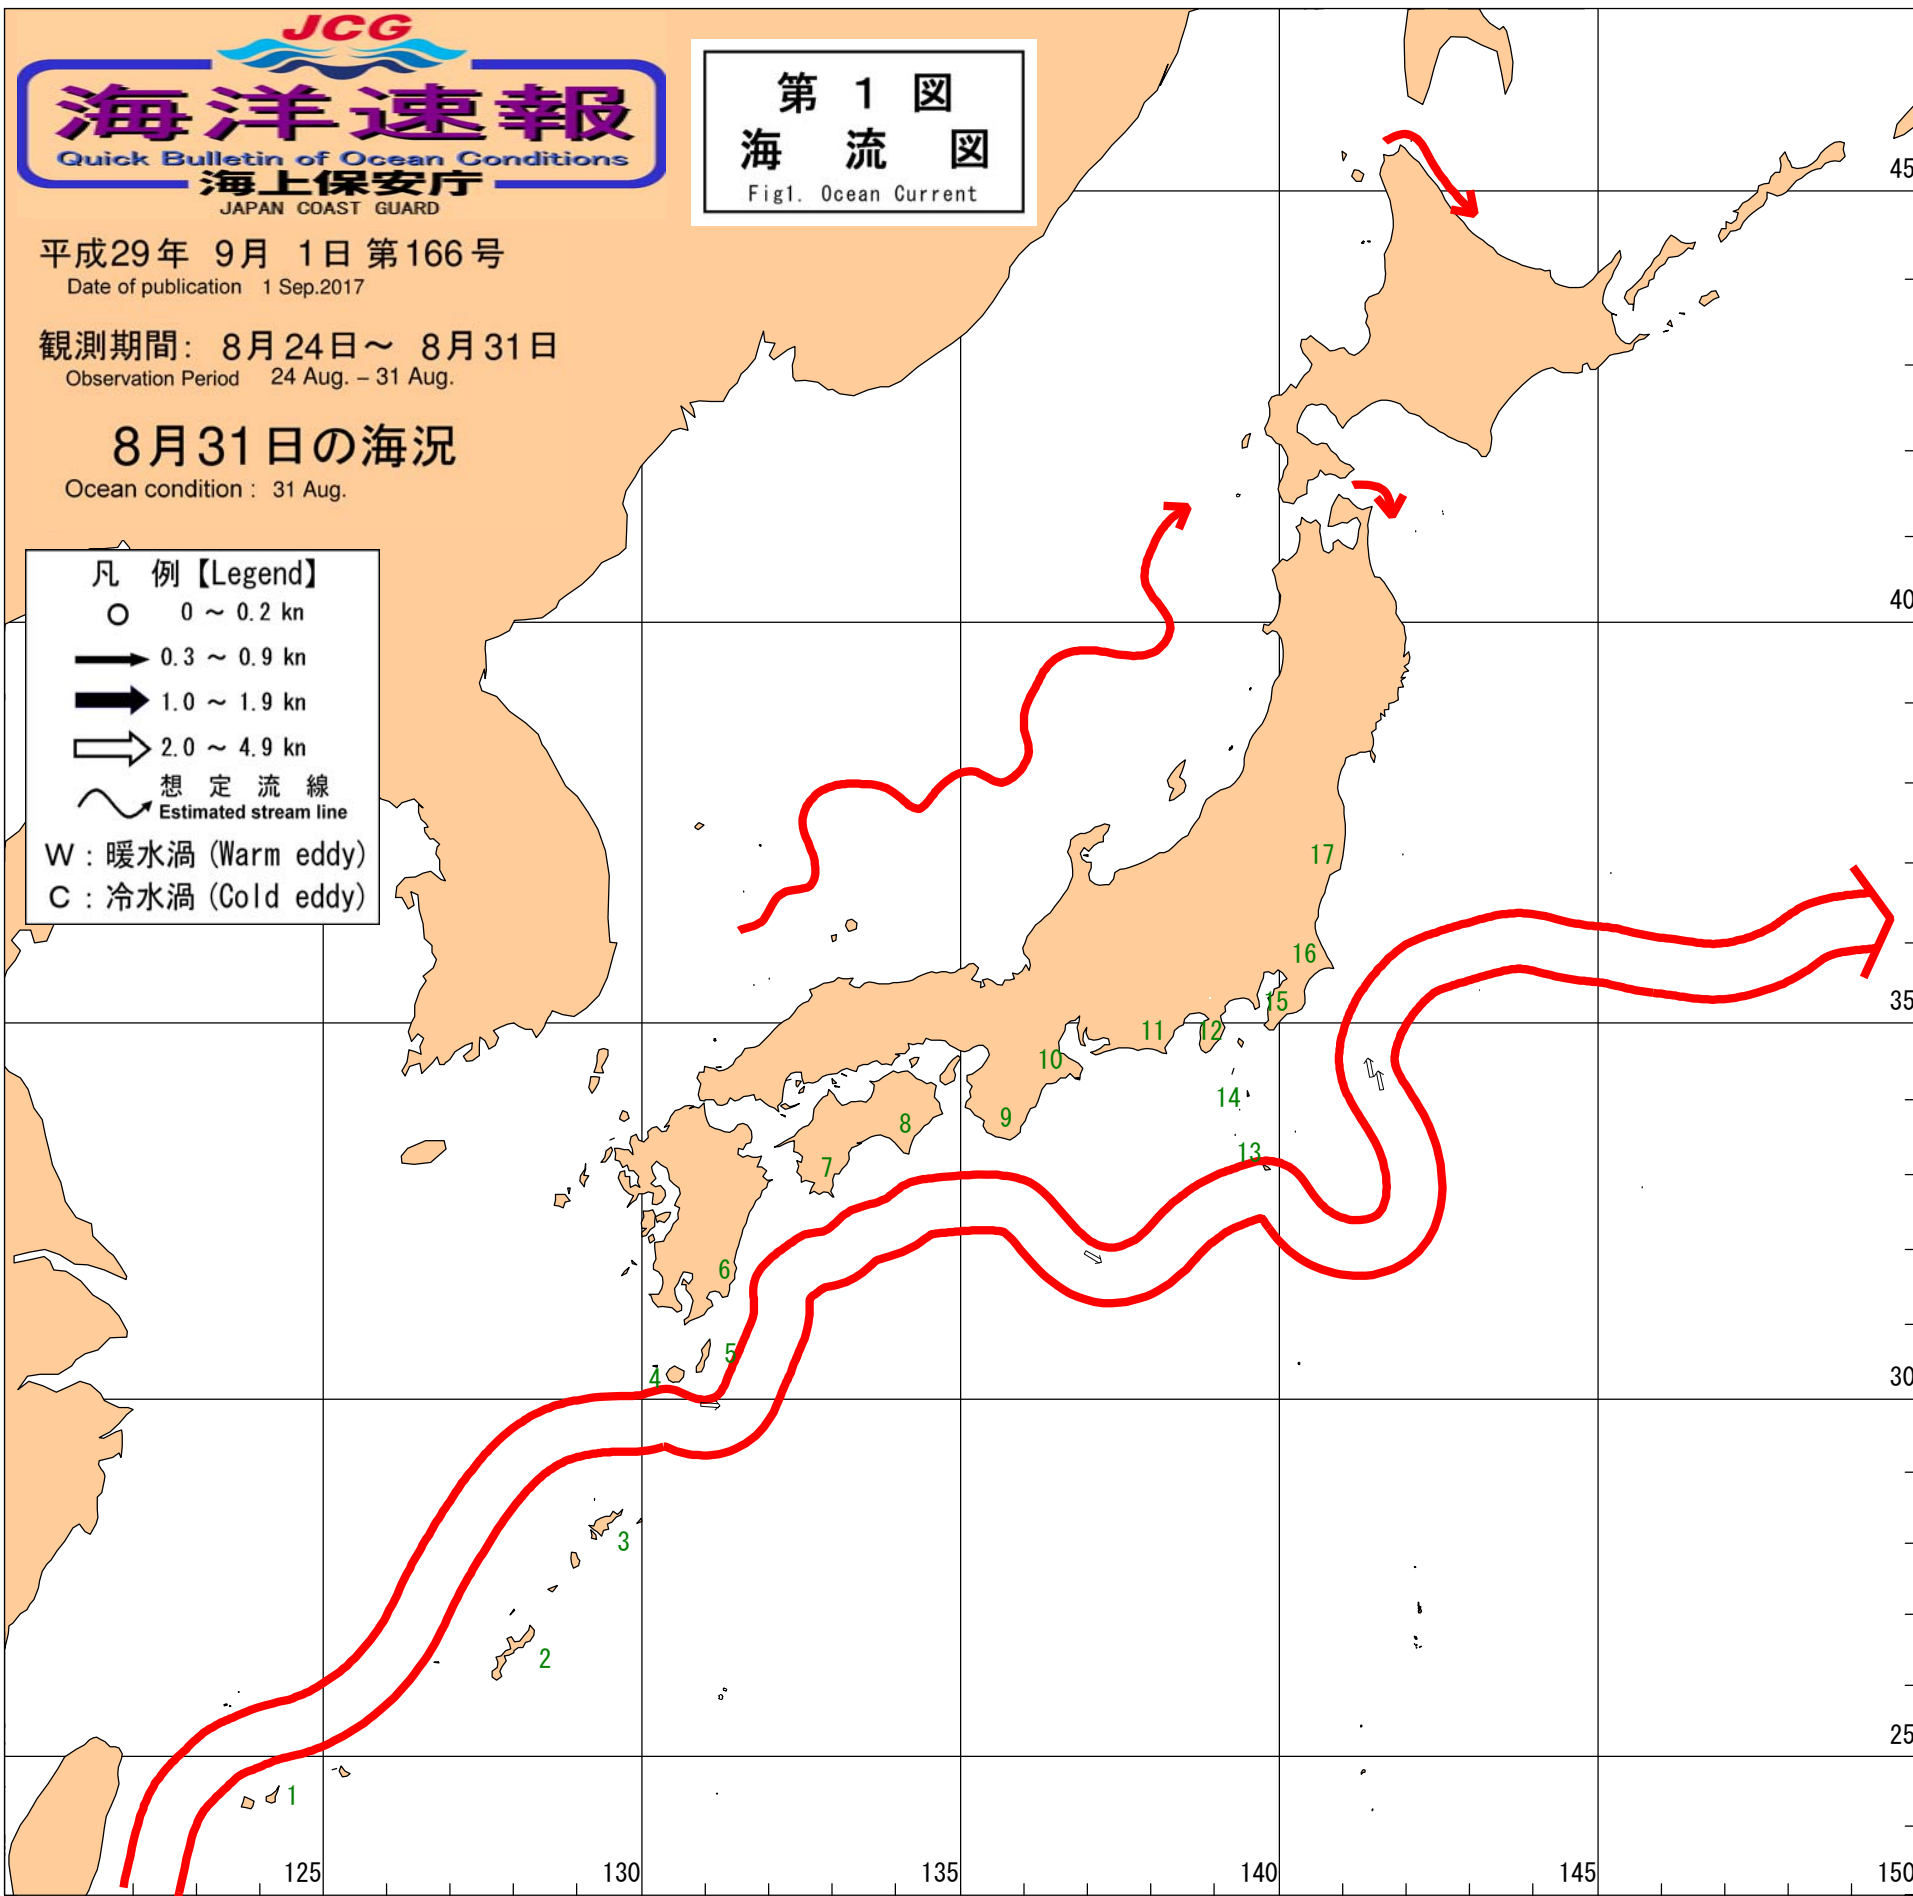 JCG
海洋速報
Quick Bulletin of Ocean Conditions
海上保安庁
JAPAN COAST GUARD
第 1 図
海 流 図
Fig1. Ocean Current
平成29年 9月 1日 第166号
Date of publication 1 Sep.2017
観測期間: 8月24日～ 8月31日
Observation Period 24 Aug. – 31 Aug.
8月31日の海況
Ocean condition : 31 Aug.
凡 例【Legend】
0 ～ 0.2 kn
0.3 ～ 0.9 kn
1.0 ～ 1.9 kn
2.0 ～ 4.9 kn
想 定 流 線
Estimated stream line
W : 暖水渦 (Warm eddy)
C : 冷水渦 (Cold eddy)
45
40
17
16
35
15
12
11
10
14
9
8
13
7
6
5
4
30
3
2
25
1
125
130
135
140
145
150